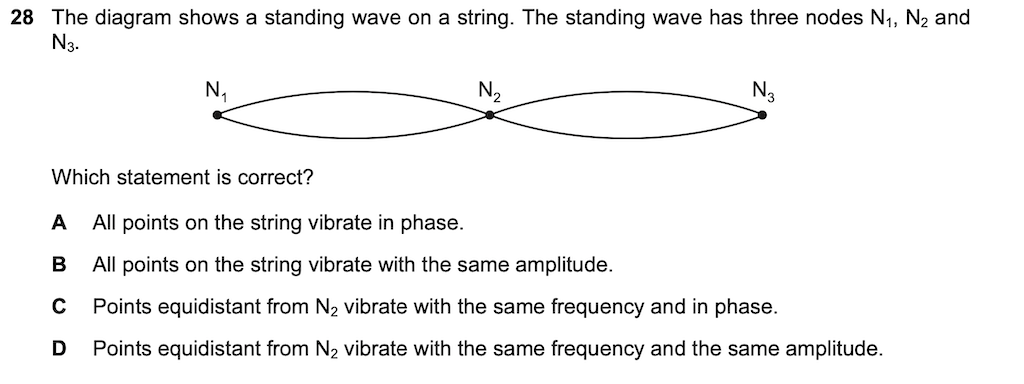 28 The diagram shows a standing wave on a string. The standing wave has three nodes N₁, N₂ and
N₃.
N₁ N₂ N₃
Which statement is correct?
A All points on the string vibrate in phase.
B All points on the string vibrate with the same amplitude.
C Points equidistant from N₂ vibrate with the same frequency and in phase.
D Points equidistant from N₂ vibrate with the same frequency and the same amplitude.